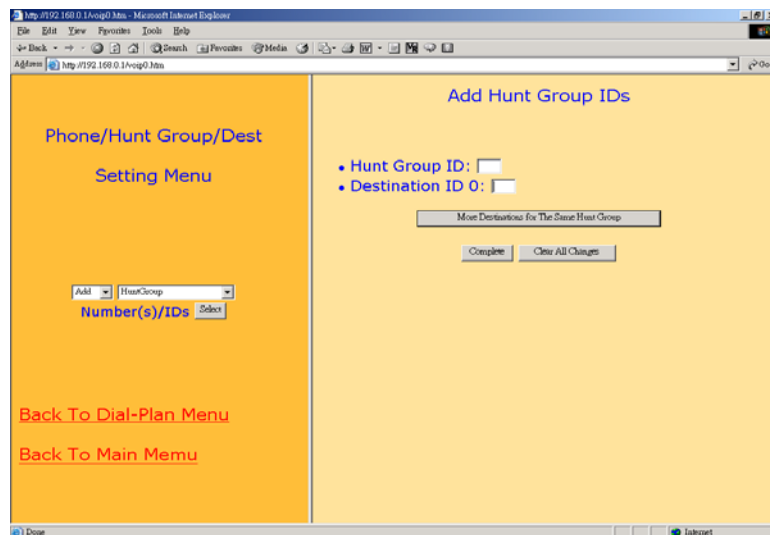 http://192.168.0.1/voip0.htm - Microsoft Internet Explorer
File Edit View Favorites Tools Help
Back Search Favorites Media
Address http://192.168.0.1/voip0.htm Go
Phone/Hunt Group/Dest
Setting Menu
Add HuntGroup
Number(s)/IDs Select
Back To Dial-Plan Menu
Back To Main Memu
Add Hunt Group IDs
• Hunt Group ID:
• Destination ID 0:
More Destinations for The Same Hunt Group
Complete Clear All Changes
Done Internet